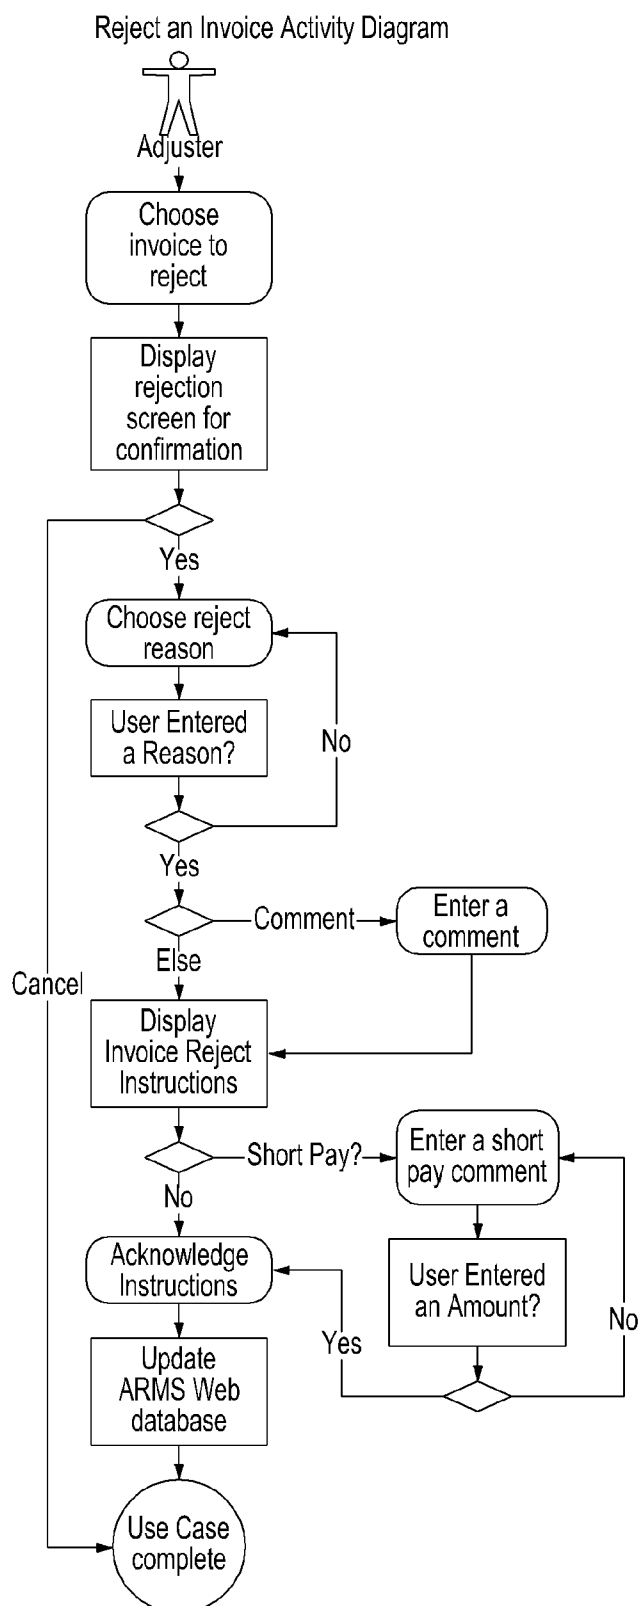 Reject an Invoice Activity Diagram
Adjuster
Choose
invoice to
reject
Display
rejection
screen for
confirmation
Yes
Choose reject
reason
User Entered
a Reason?
No
Yes
Comment
Enter a
comment
Else
Cancel
Display
Invoice Reject
Instructions
Short Pay?
Enter a short
pay comment
No
Acknowledge
Instructions
User Entered
an Amount?
No
Yes
Update
ARMS Web
database
Use Case
complete